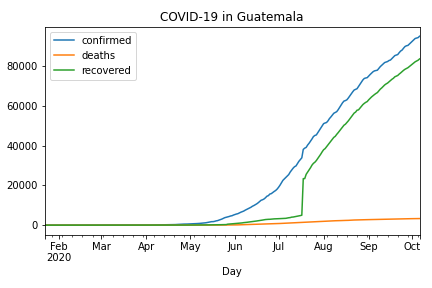 COVID-19 in Guatemala
confirmed
deaths
recovered
80000
60000
40000
20000
0
Feb Mar Apr May Jun Jul Aug Sep Oct
2020
Day